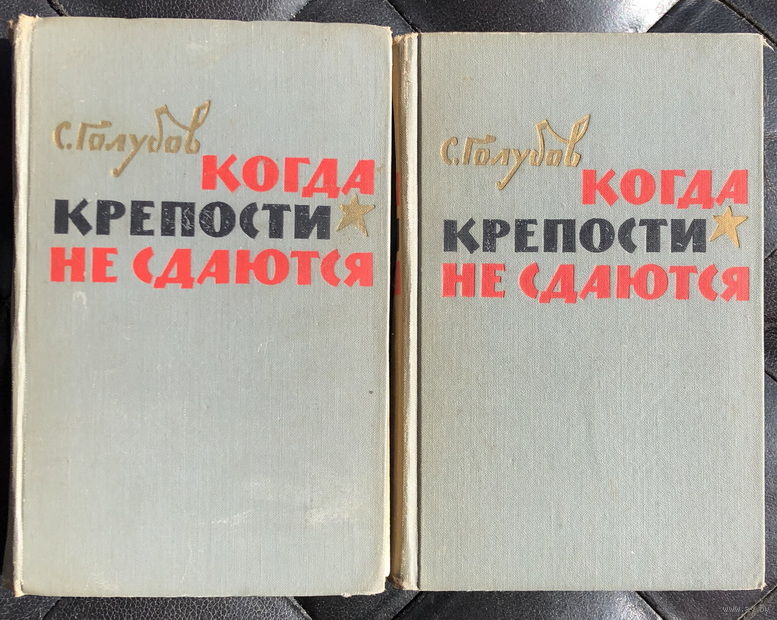 С. Голубов
КОГДА
КРЕПОСТИ
НЕ СДАЮТСЯ
С. Голубов
КОГДА
КРЕПОСТИ
НЕ СДАЮТСЯ